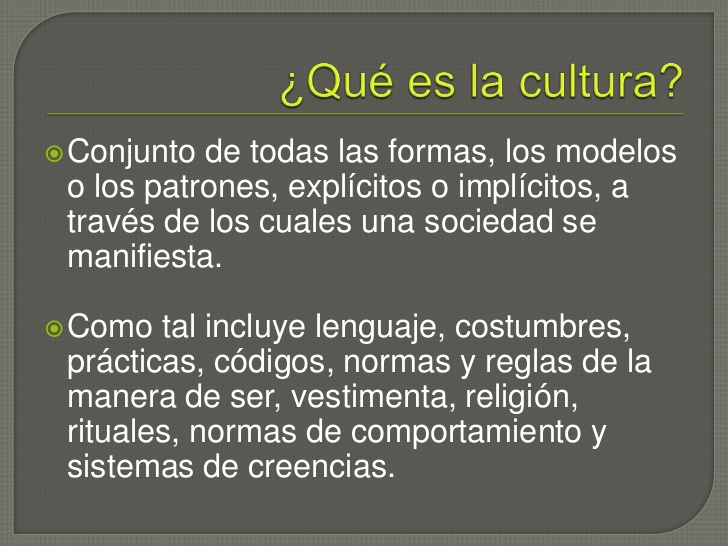 ¿Qué es la cultura?
Conjunto de todas las formas, los modelos
o los patrones, explícitos o implícitos, a
través de los cuales una sociedad se
manifiesta.
Como tal incluye lenguaje, costumbres,
prácticas, códigos, normas y reglas de la
manera de ser, vestimenta, religión,
rituales, normas de comportamiento y
sistemas de creencias.